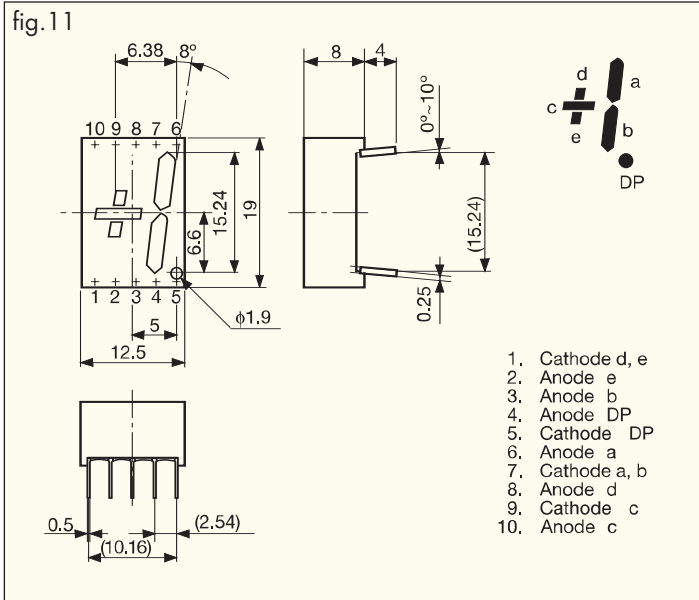 fig.11
6.38 8°
8 4
0°~10°
d
a
c
e
b
DP
10 9 8 7 6
15.24
19
6.6
(15.24)
0.25
1 2 3 4 5
5
ϕ1.9
12.5
1. Cathode d, e
2. Anode e
3. Anode b
4. Anode DP
5. Cathode DP
6. Anode a
7. Cathode a, b
8. Anode d
9. Cathode c
10. Anode c
0.5
(2.54)
(10.16)